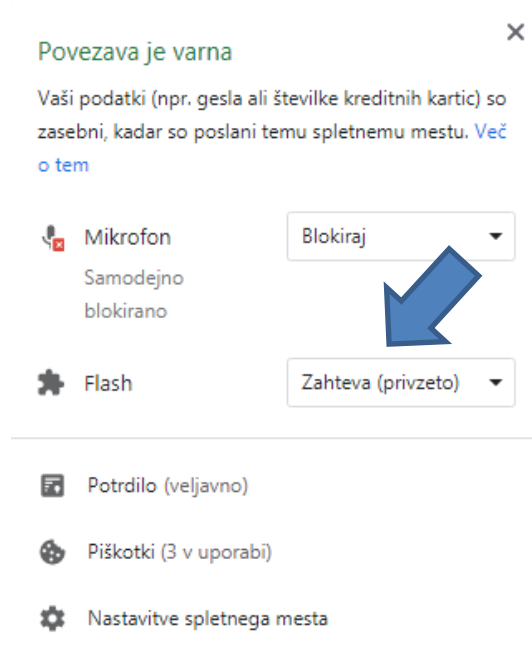 Povezava je varna
Vaši podatki (npr. gesla ali številke kreditnih kartic) so
zasebni, kadar so poslani temu spletnemu mestu. Več
o tem
Mikrofon
Blokiraj
Samodejno
blokirano
Flash
Zahteva (privzeto)
Potrdilo (veljavno)
Piškotki (3 v uporabi)
Nastavitve spletnega mesta